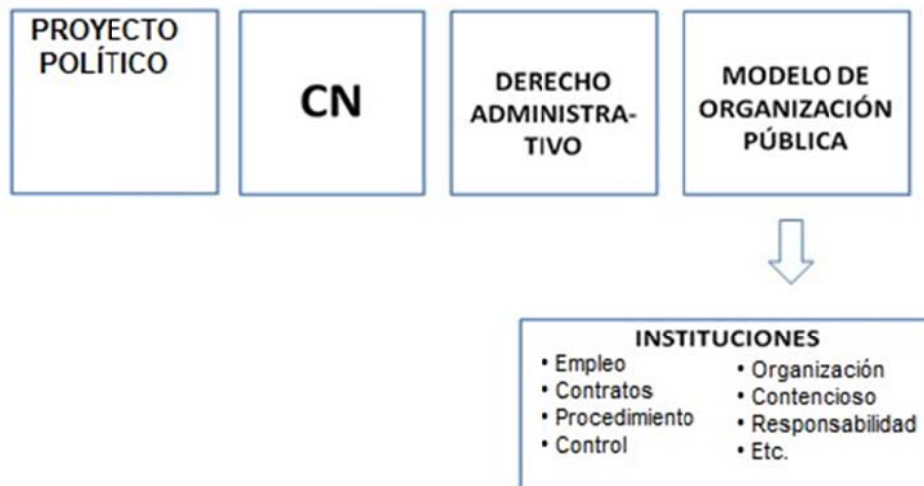 PROYECTO
POLÍTICO
CN
DERECHO
ADMINISTRA-
TIVO
MODELO DE
ORGANIZACIÓN
PÚBLICA
INSTITUCIONES
• Empleo
• Contratos
• Procedimiento
• Control
• Organización
• Contencioso
• Responsabilidad
• Etc.